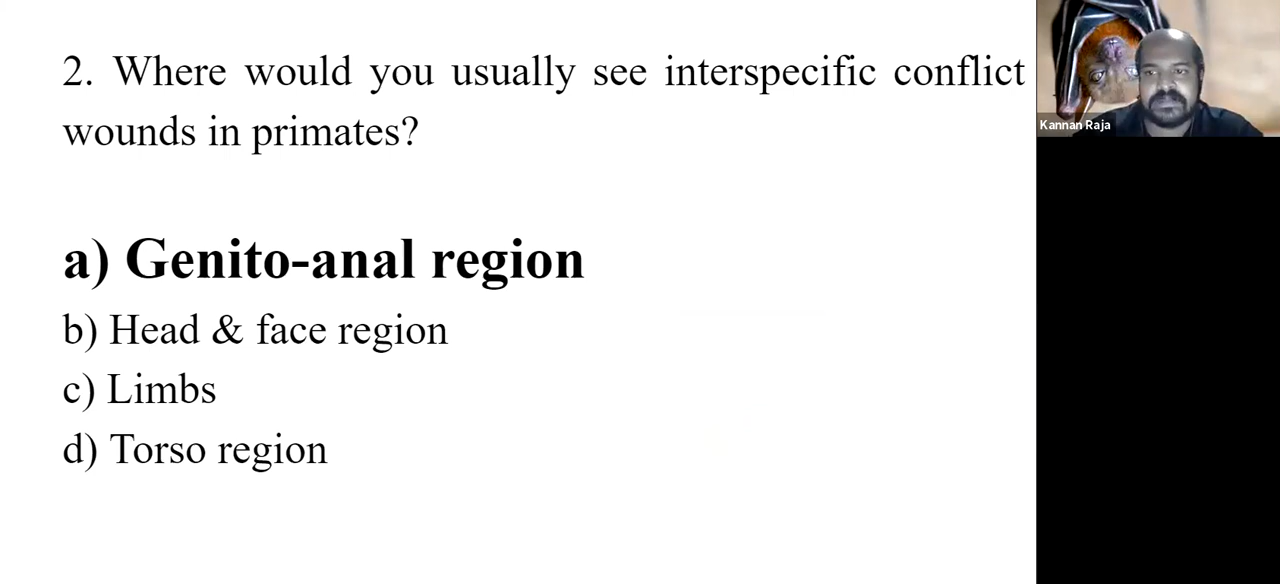 2. Where would you usually see interspecific conflict
wounds in primates?
a) Genito-anal region
b) Head & face region
c) Limbs
d) Torso region
Kannan Raja